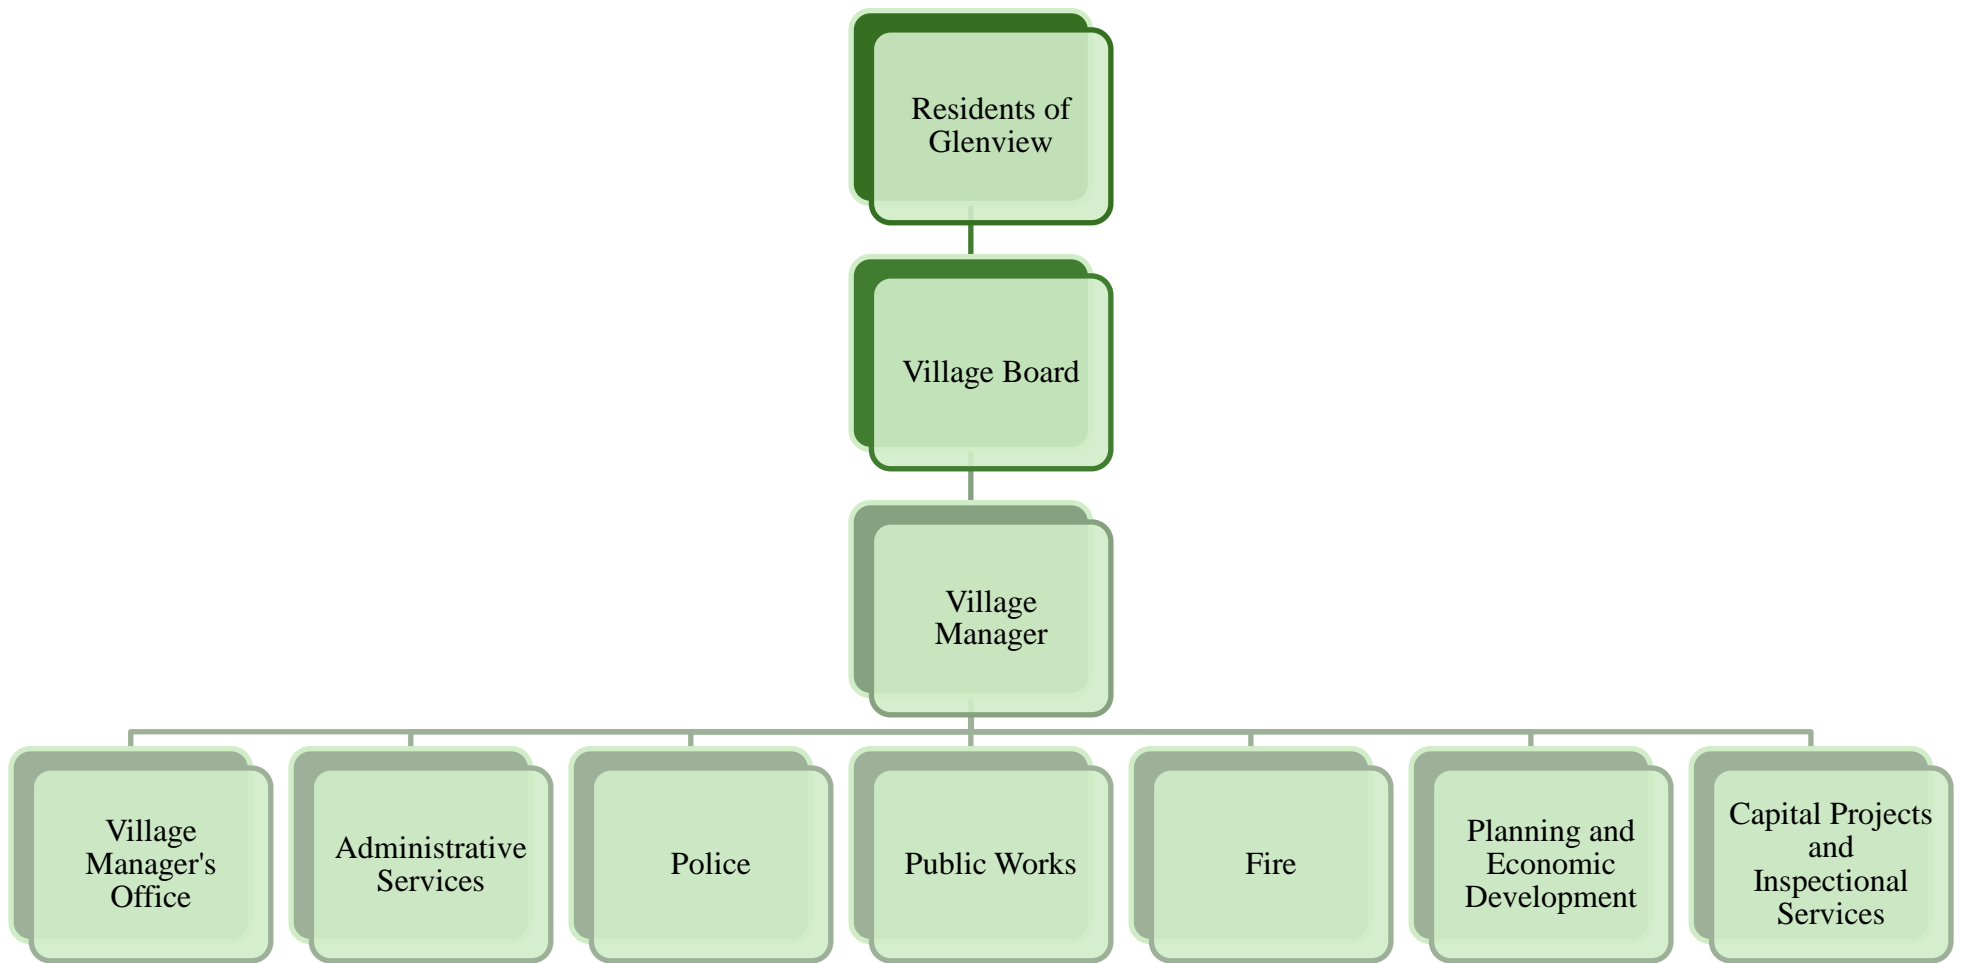 Residents of
Glenview
Village Board
Village
Manager
Village
Manager's
Office
Administrative
Services
Police
Public Works
Fire
Planning and
Economic
Development
Capital Projects
and
Inspectional
Services